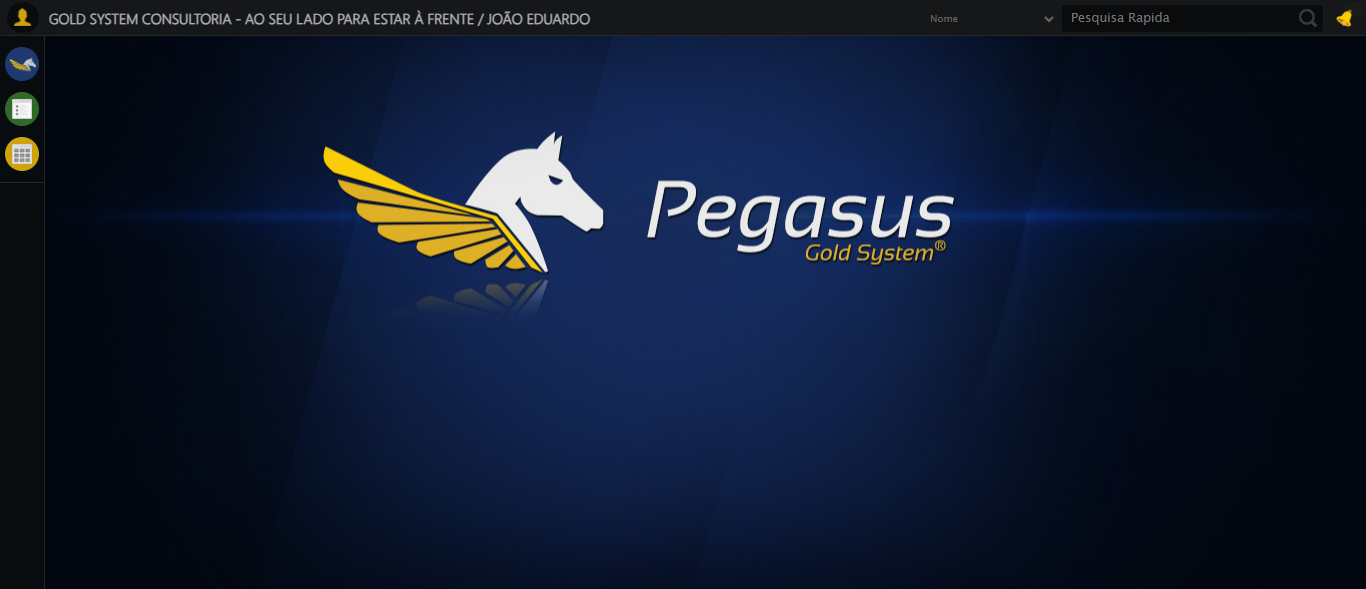 GOLD SYSTEM CONSULTORIA - AO SEU LADO PARA ESTAR À FRENTE / JOÃO EDUARDO
Nome
Pesquisa Rapida
Pegasus
Gold System®